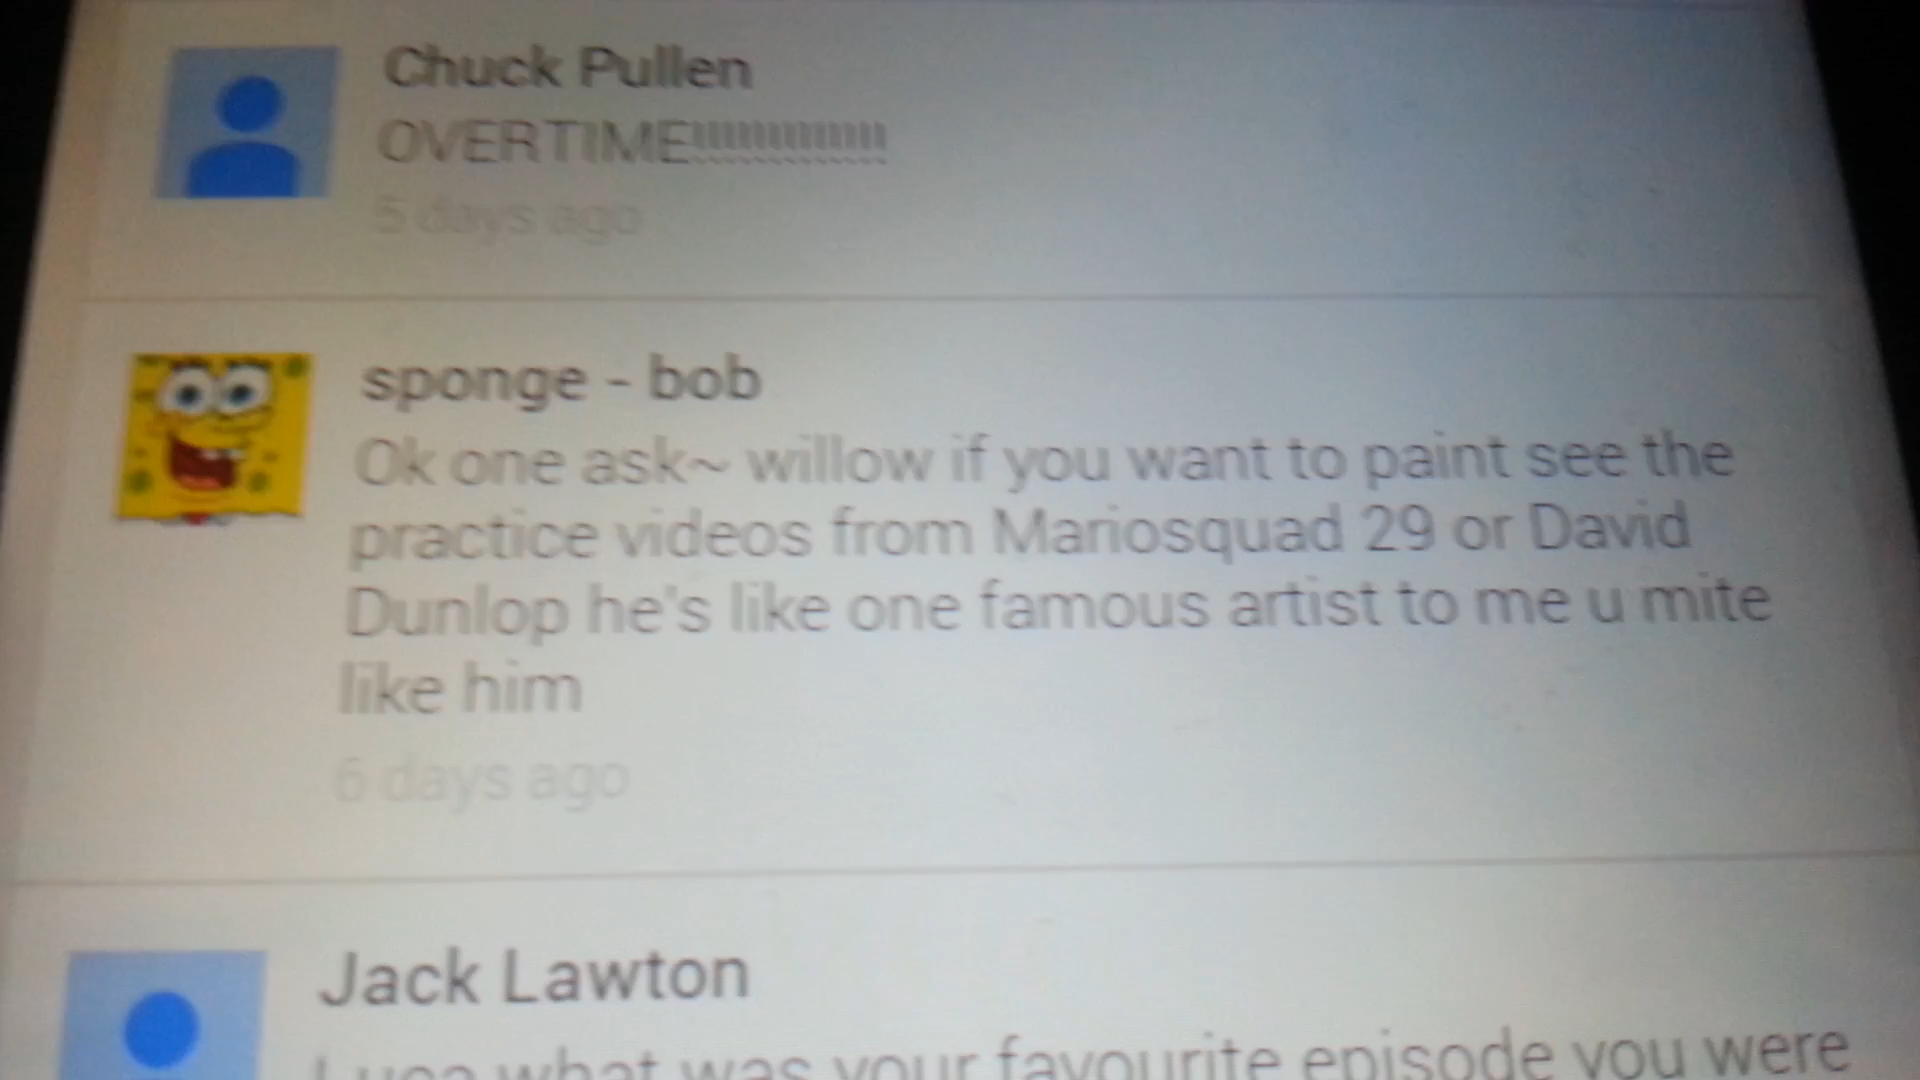 Chuck Pullen
OVERTIME!!!!!!!!!!!!!!!!
5 days ago
sponge - bob
Ok one ask~ willow if you want to paint see the
practice videos from Mariosquad 29 or David
Dunlop he's like one famous artist to me u mite
like him
6 days ago
Jack Lawton
Luca what was your favourite episode you were